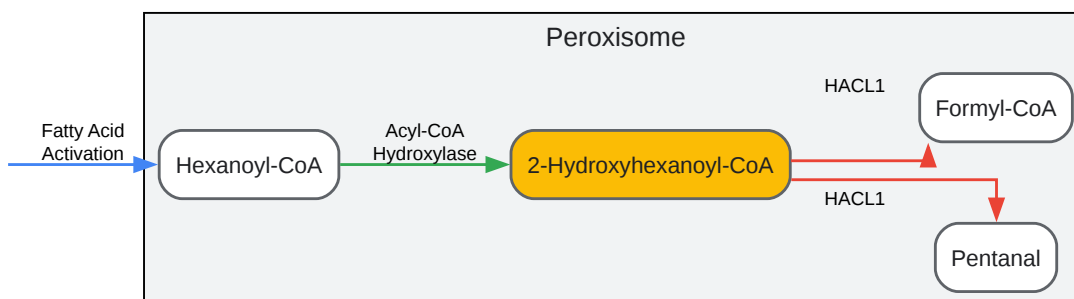 Peroxisome
Fatty Acid
Activation
Hexanoyl-CoA
Acyl-CoA
Hydroxylase
2-Hydroxyhexanoyl-CoA
HACL1
Formyl-CoA
HACL1
Pentanal